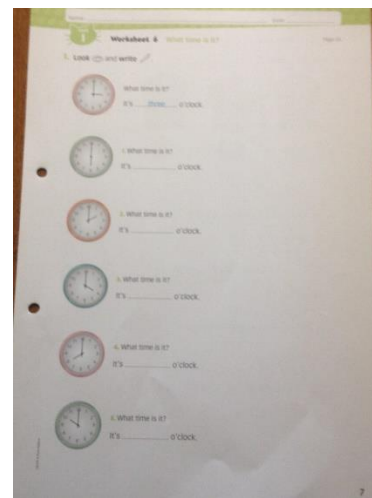 1
Worksheet 6 What time is it?
1. Look and write
What time is it?
It's three o'clock.
1. What time is it?
It's o'clock.
2. What time is it?
It's o'clock.
3. What time is it?
It's o'clock.
4. What time is it?
It's o'clock.
5. What time is it?
It's o'clock.
7